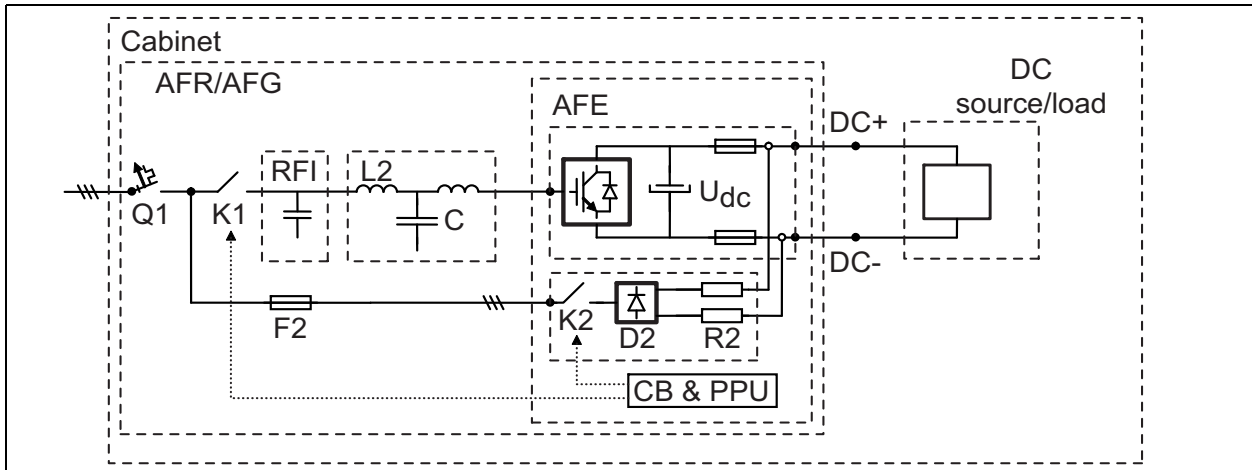 Cabinet
AFR/AFG
DC
source/load
AFE
DC+
RFI
L2
Udc
Q1
K1
C
DC-
F2
K2
D2
R2
CB & PPU